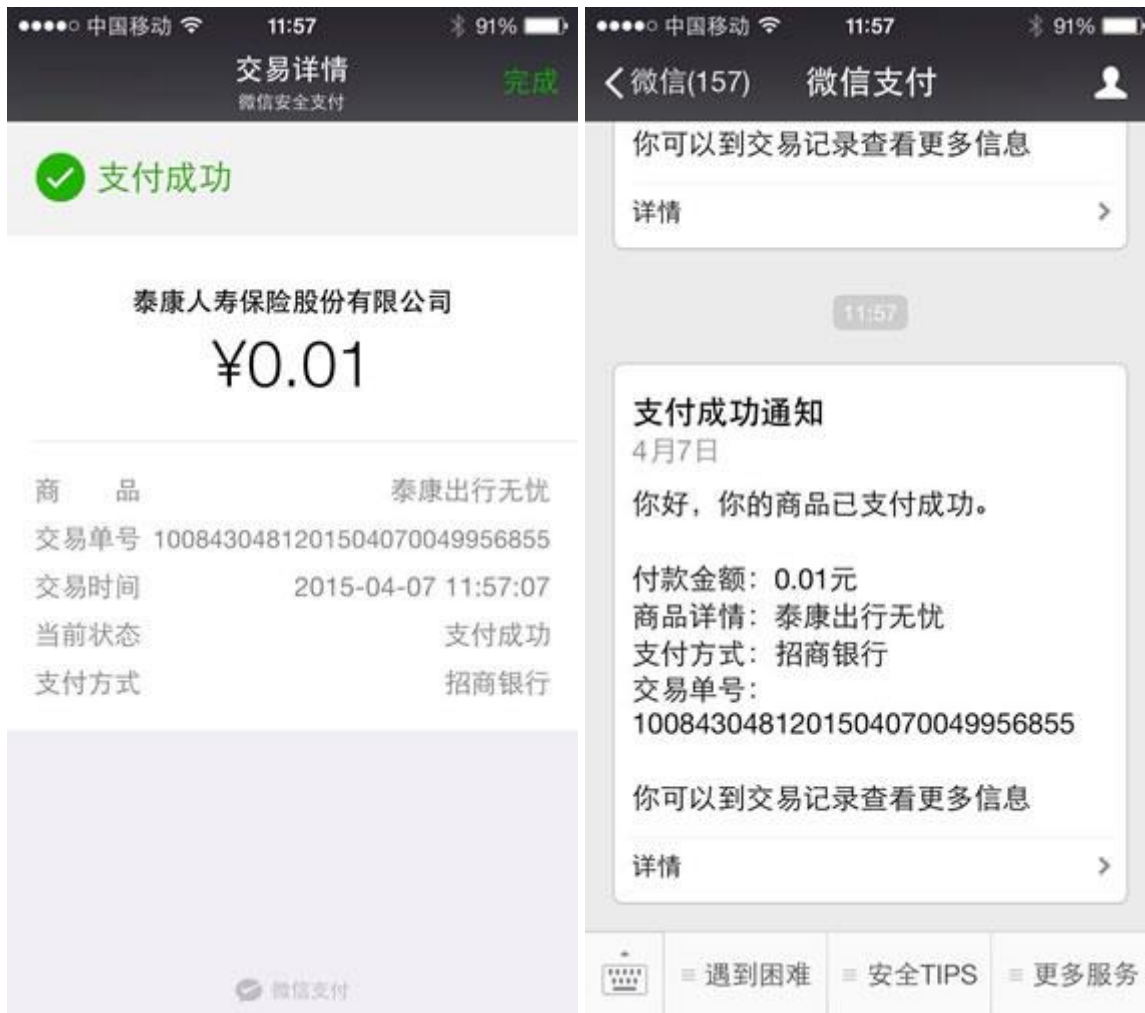 中国移动 11:57 91%
交易详情
微信安全支付
完成
支付成功
泰康人寿保险股份有限公司
¥0.01
商 品 泰康出行无忧
交易单号 1008430481201504070049956855
交易时间 2015-04-07 11:57:07
当前状态 支付成功
支付方式 招商银行
微信支付
中国移动 11:57 91%
微信(157) 微信支付
你可以到交易记录查看更多信息
详情
11:57
支付成功通知
4月7日
你好，你的商品已支付成功。
付款金额：0.01元
商品详情：泰康出行无忧
支付方式：招商银行
交易单号：
1008430481201504070049956855
你可以到交易记录查看更多信息
详情
遇到困难 安全TIPS 更多服务